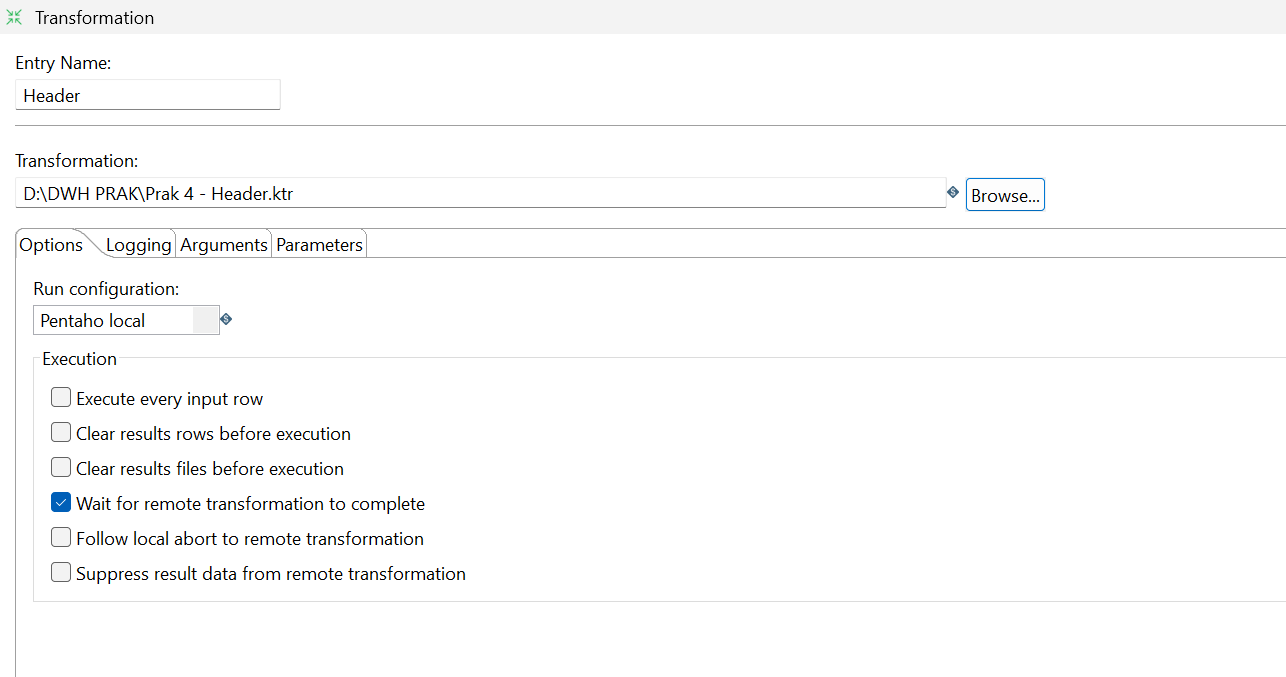 Transformation
Entry Name:
Header
Transformation:
D:\DWH PRAK\Prak 4 - Header.ktr
Browse...
Options Logging Arguments Parameters
Run configuration:
Pentaho local
Execution
Execute every input row
Clear results rows before execution
Clear results files before execution
Wait for remote transformation to complete
Follow local abort to remote transformation
Suppress result data from remote transformation